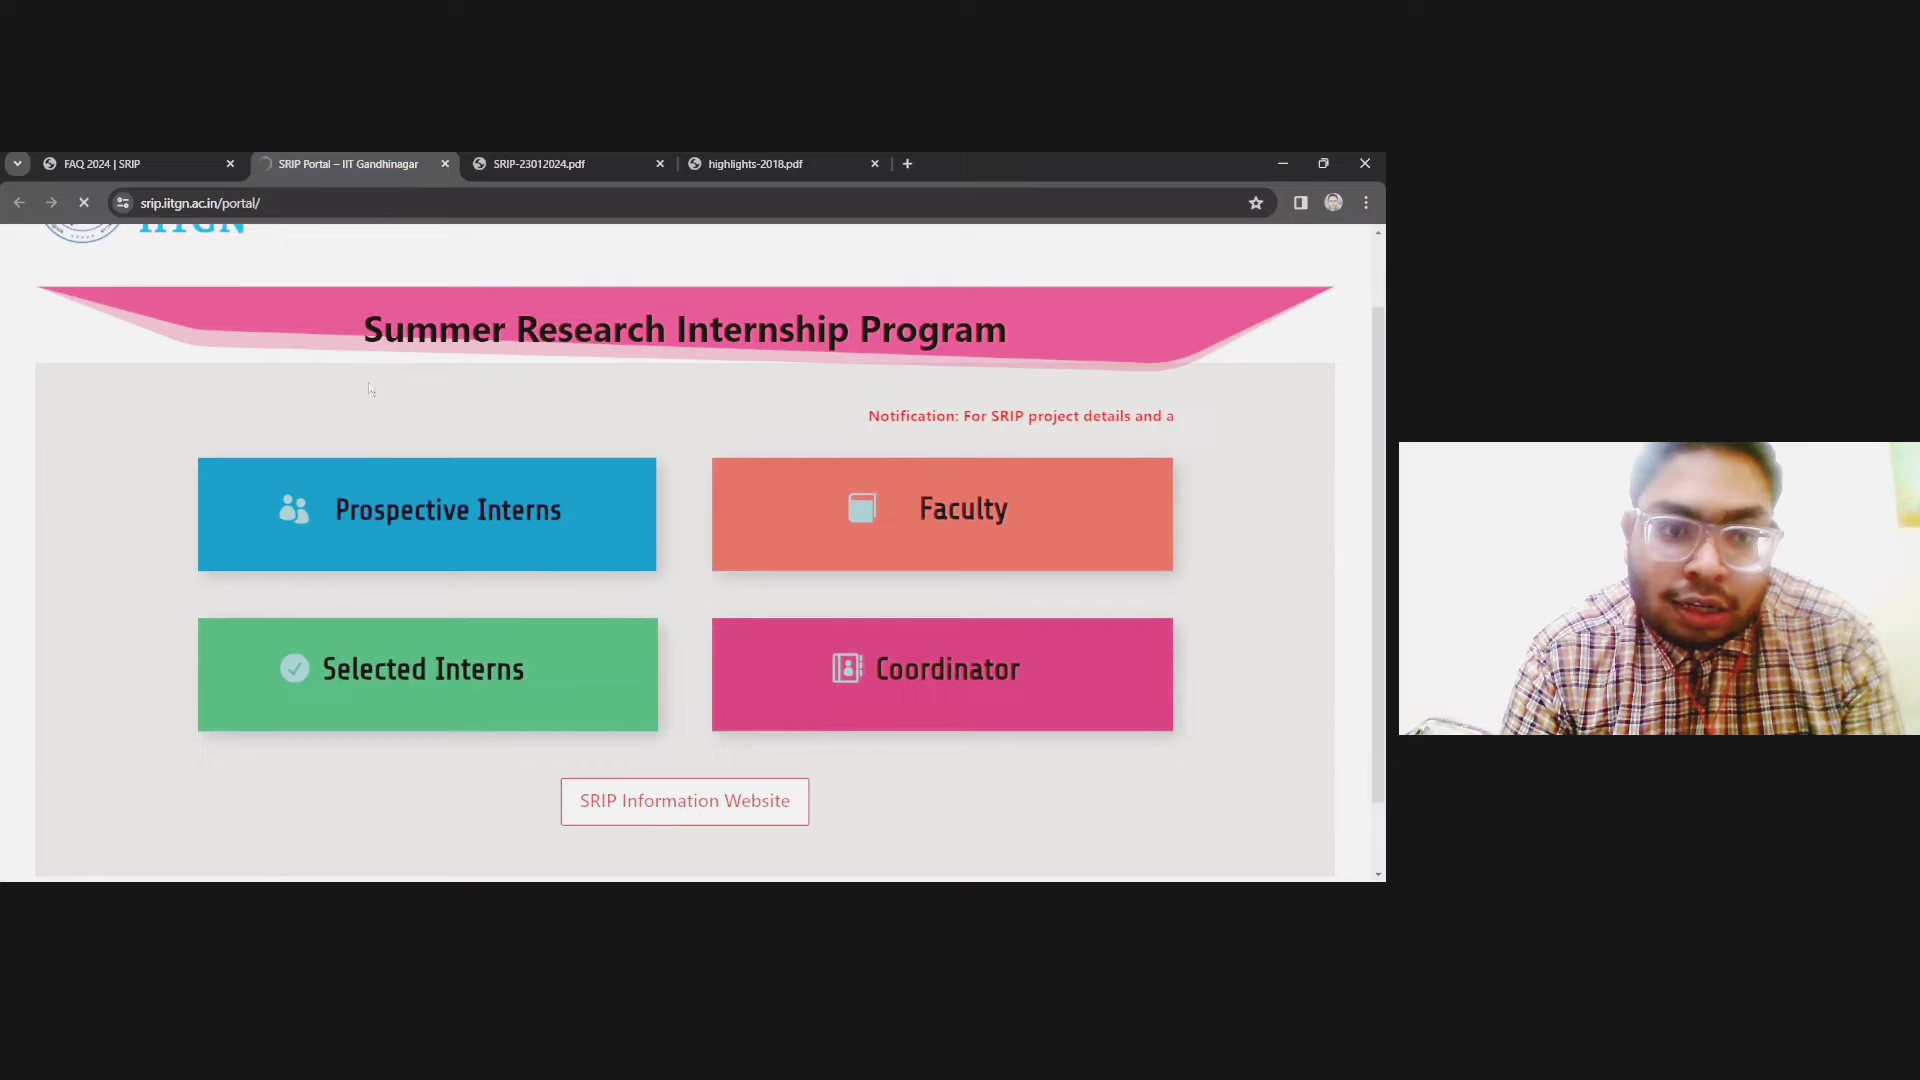 FAQ 2024 | SRIP
SRIP Portal – IIT Gandhinagar
SRIP-23012024.pdf
highlights-2018.pdf
srip.iitgn.ac.in/portal/
IITGN
Summer Research Internship Program
Notification: For SRIP project details and a
Prospective Interns
Faculty
Selected Interns
Coordinator
SRIP Information Website